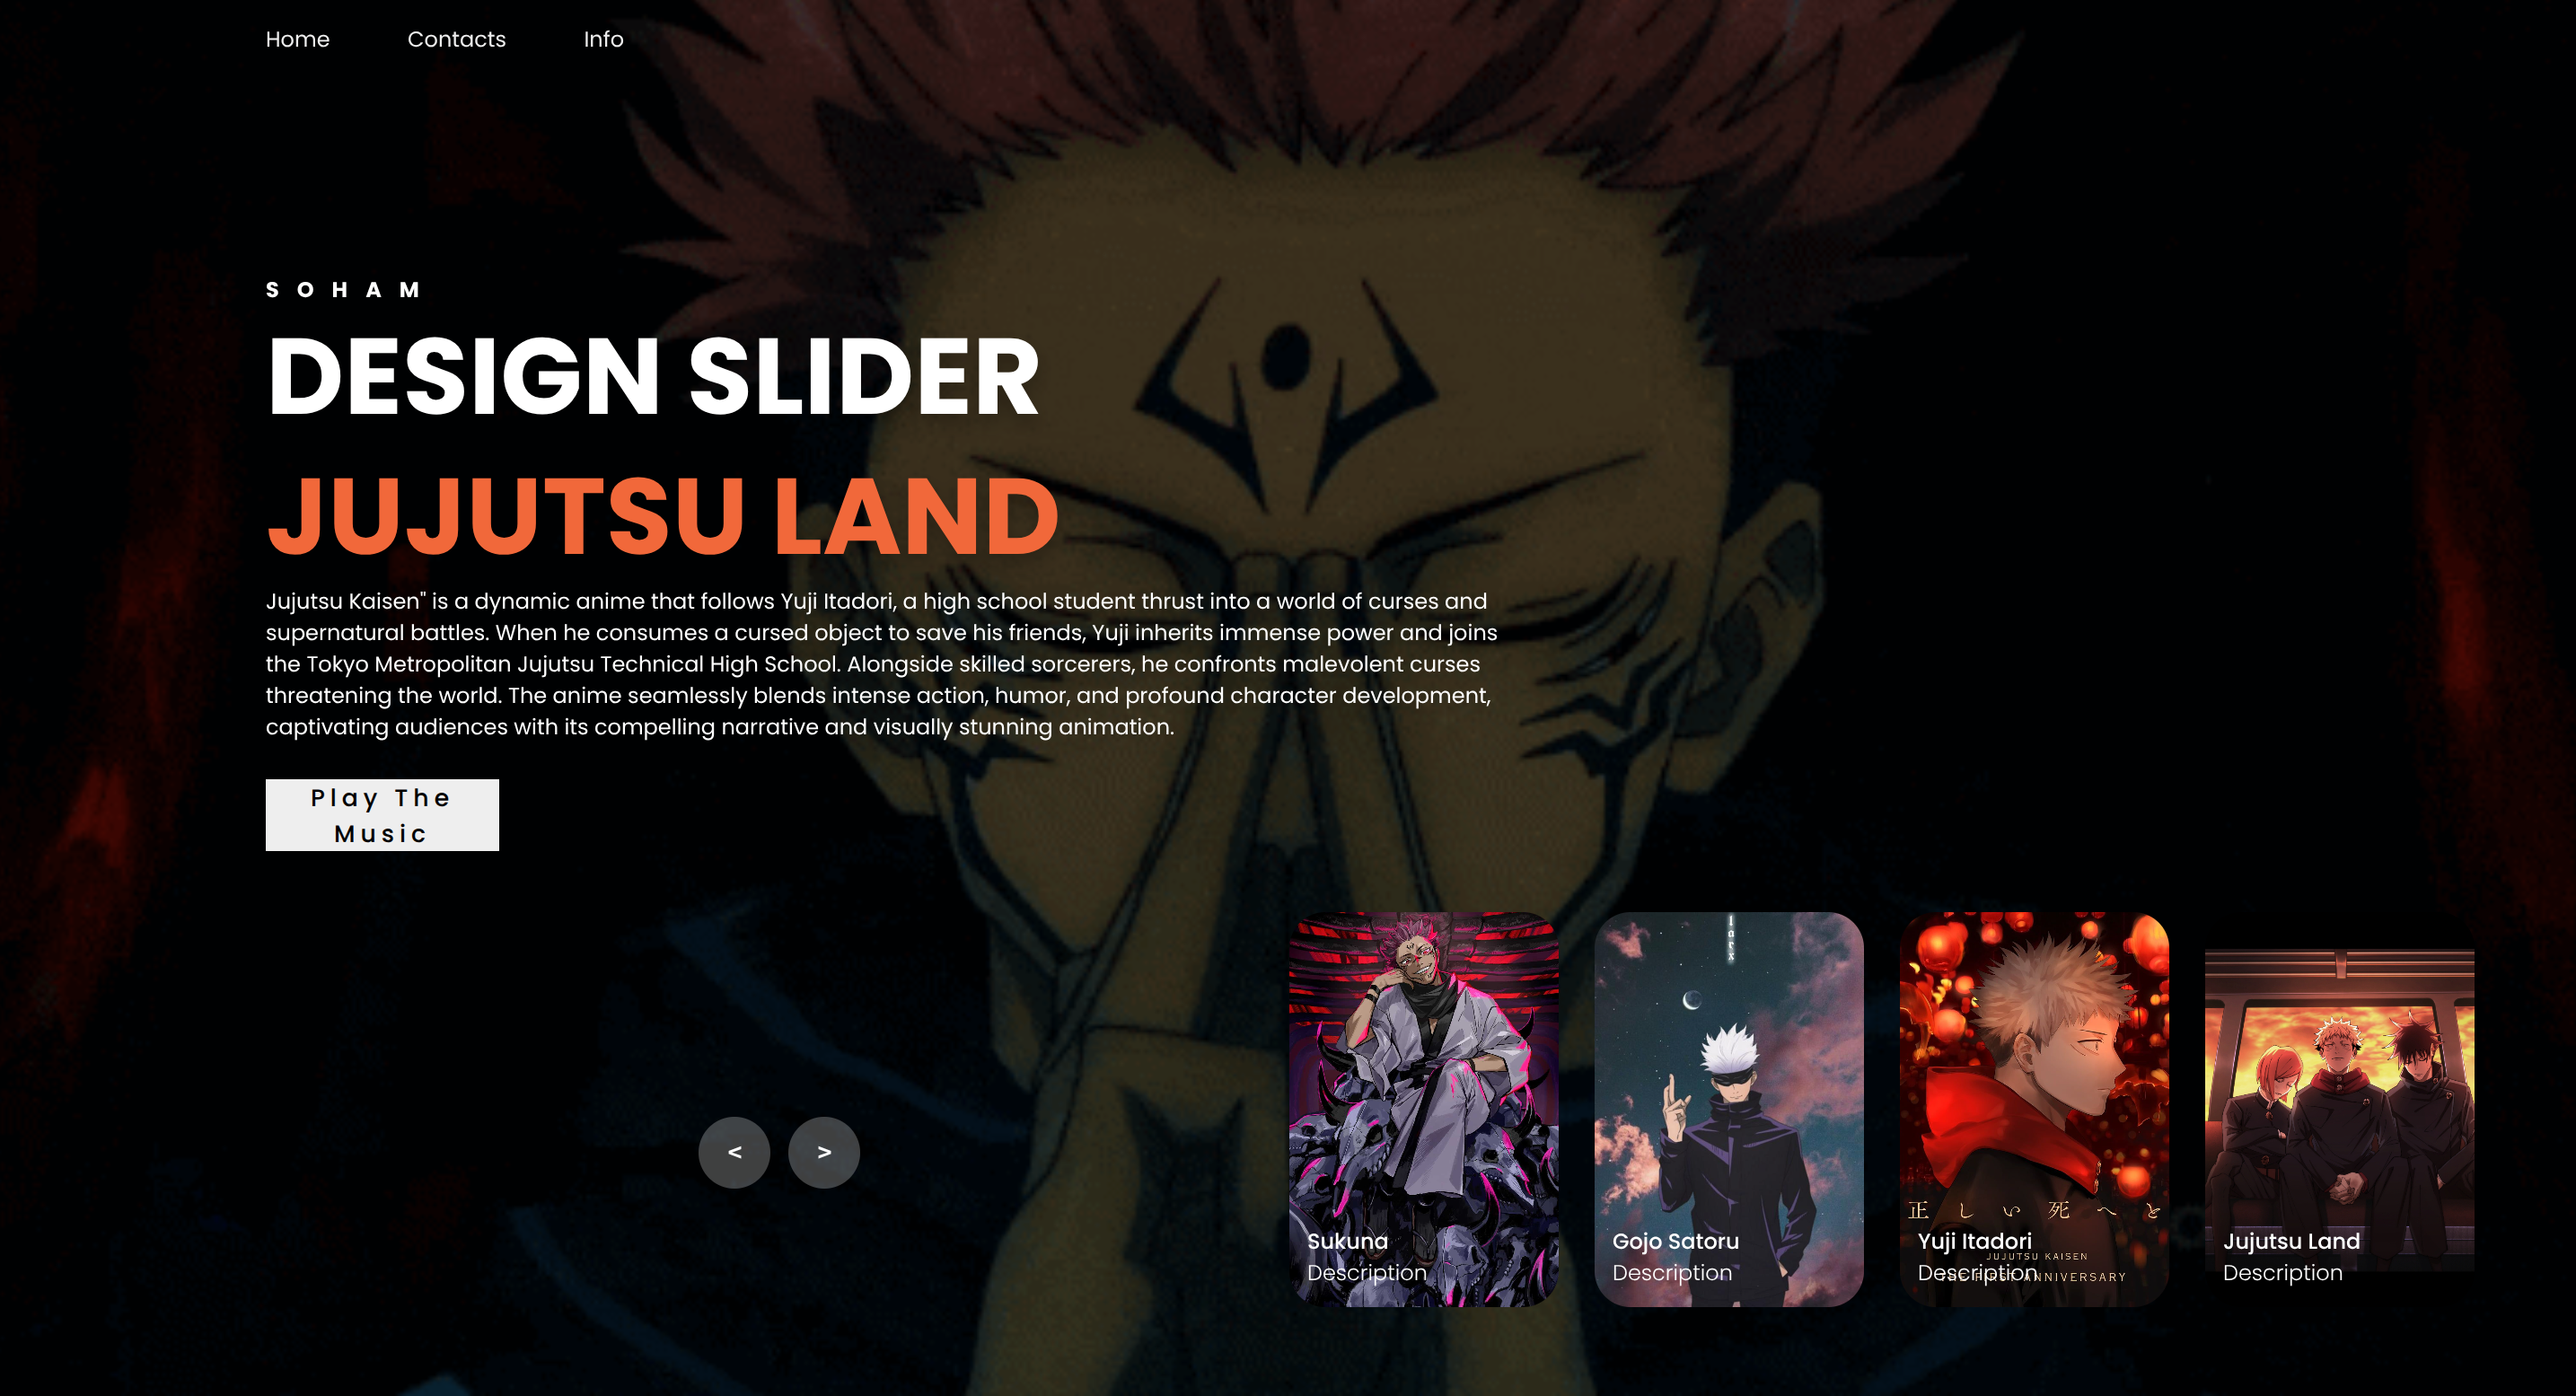 Home Contacts Info
SOHAM
DESIGN SLIDER
JUJUTSU LAND
Jujutsu Kaisen" is a dynamic anime that follows Yuji Itadori, a high school student thrust into a world of curses and
supernatural battles. When he consumes a cursed object to save his friends, Yuji inherits immense power and joins
the Tokyo Metropolitan Jujutsu Technical High School. Alongside skilled sorcerers, he confronts malevolent curses
threatening the world. The anime seamlessly blends intense action, humor, and profound character development,
captivating audiences with its compelling narrative and visually stunning animation.
Play The
Music
< >
Sukuna
Description
Gojo Satoru
Description
正しい死へと
Yuji Itadori
JUJUTSU KAISEN
Description
FIRST ANNIVERSARY
Jujutsu Land
Description